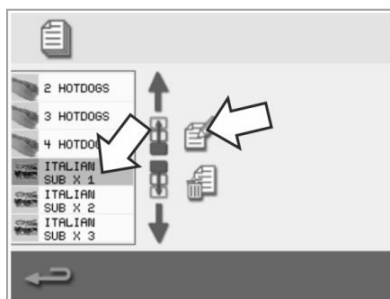 2 HOTDOGS
3 HOTDOGS
4 HOTDO
ITALIAN
SUB X 1
ITALIAN
SUB X 2
ITALIAN
SUB X 3